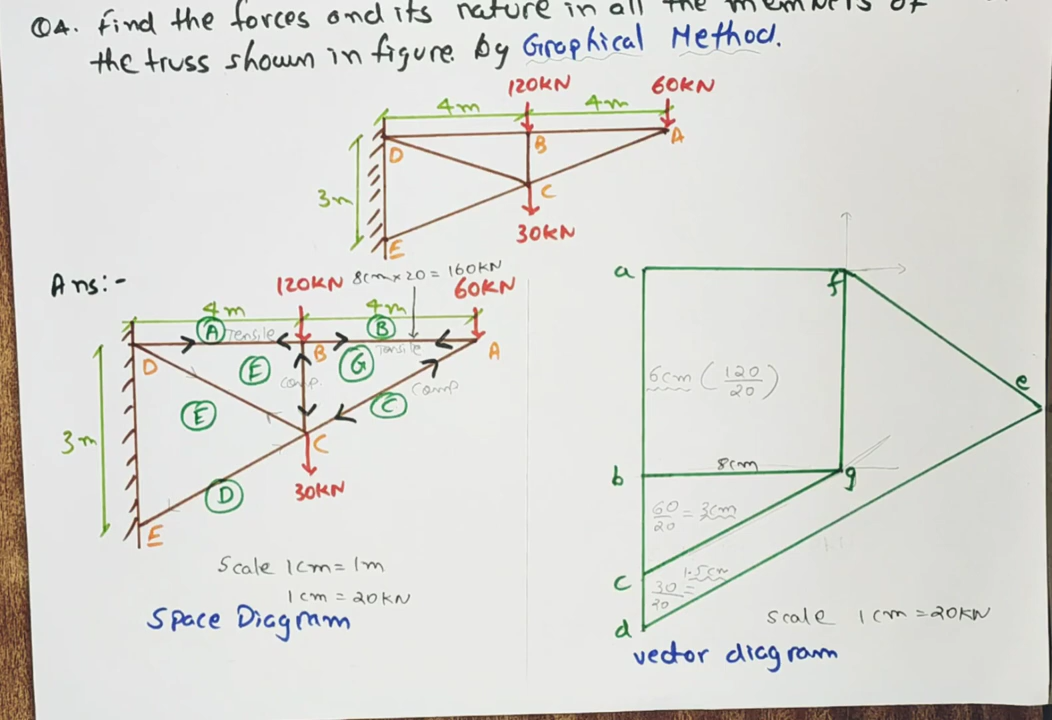 Q4. Find the forces and its nature in all the members of
the truss shown in figure. by Graphical Method.
120KN 60KN
4m 4m
D B A
3m
C
30KN
E
Ans:-
120KN 8cm×20 = 160KN
60KN
4m 4m
A Tensile B
D B Tensile A
E G
comp. comp
E C
3m
C
D 30KN
E
Scale 1cm = 1m
1cm = 20KN
Space Diagram
a f
6cm (120/20)
e
b 8cm g
60/20 = 3cm
c 1.5cm
30/20 =
d
scale 1cm = 20KN
vector diagram